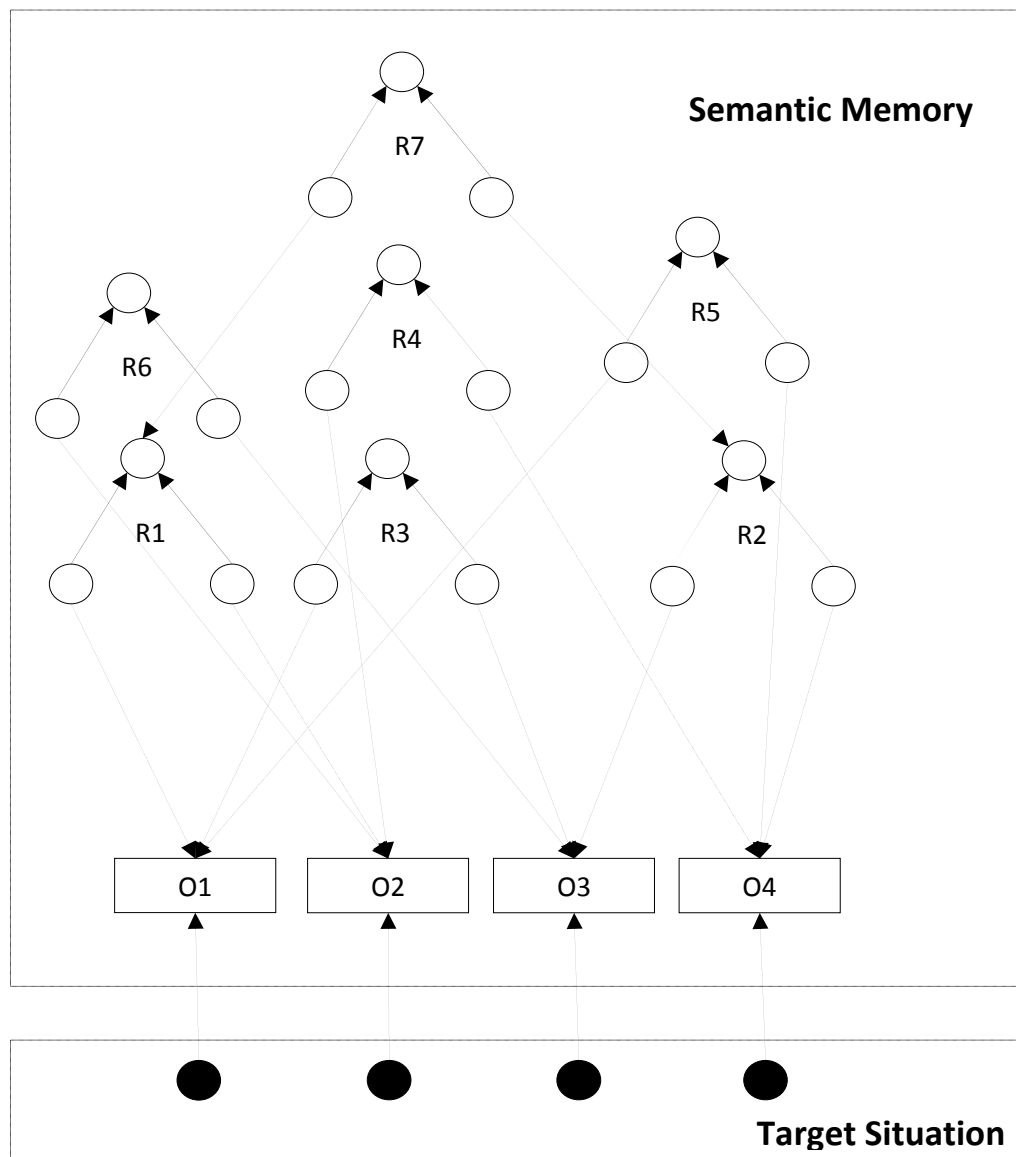 Semantic Memory
R7
R5
R4
R6
R1
R3
R2
O1
O2
O3
O4
Target Situation